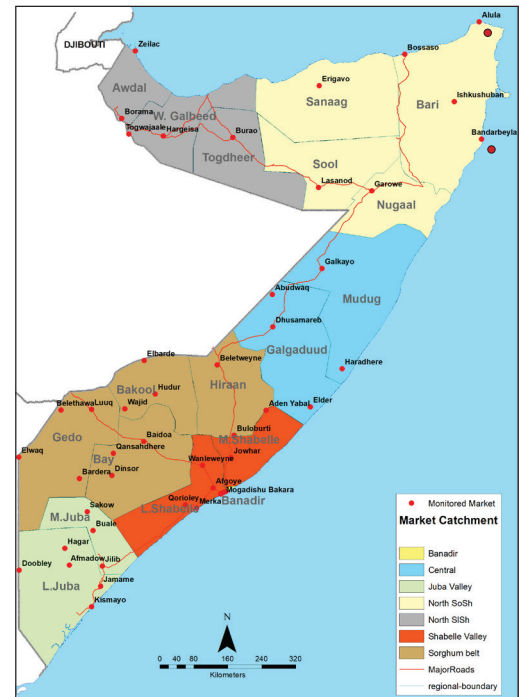 Alula
DJIBOUTI
Zeilac
Bossaso
Awdal
Erigavo
Sanaag
Bari
Ishkushuban
Borama
W. Galbeed
Togwajaale
Hargeisa
Burao
Bandarbeyla
Togdheer
Sool
Lasanod
Garowe
Nugaal
Galkayo
Abudwaq
Mudug
Dhusamareb
Galgaduud
Elbarde
Beletweyne
Haradhere
Bakool
Hudur
Hiraan
Belethawa
Luuq
Wajid
Aden Yabal
Elder
Gedo
Baidoa
Buloburti
M.Shabelle
Elwaq
Qansahdhere
Bay
Wanleweyne
Jowhar
Bardera
Dinsor
Afgoye
Mogadishu Bakara
Banadir
Qorioley
Merka
L.Shabelle
Sakow
M.Juba
Buale
Hagar
Doobley
Afmadow
Jilib
L.Juba
Jamame
Kismayo
N
0 40 80 160 240 320
Kilometers
Monitored Market
Market Catchment
Banadir
Central
Juba Valley
North SoSh
North SlSh
Shabelle Valley
Sorghum belt
MajorRoads
regional-boundary